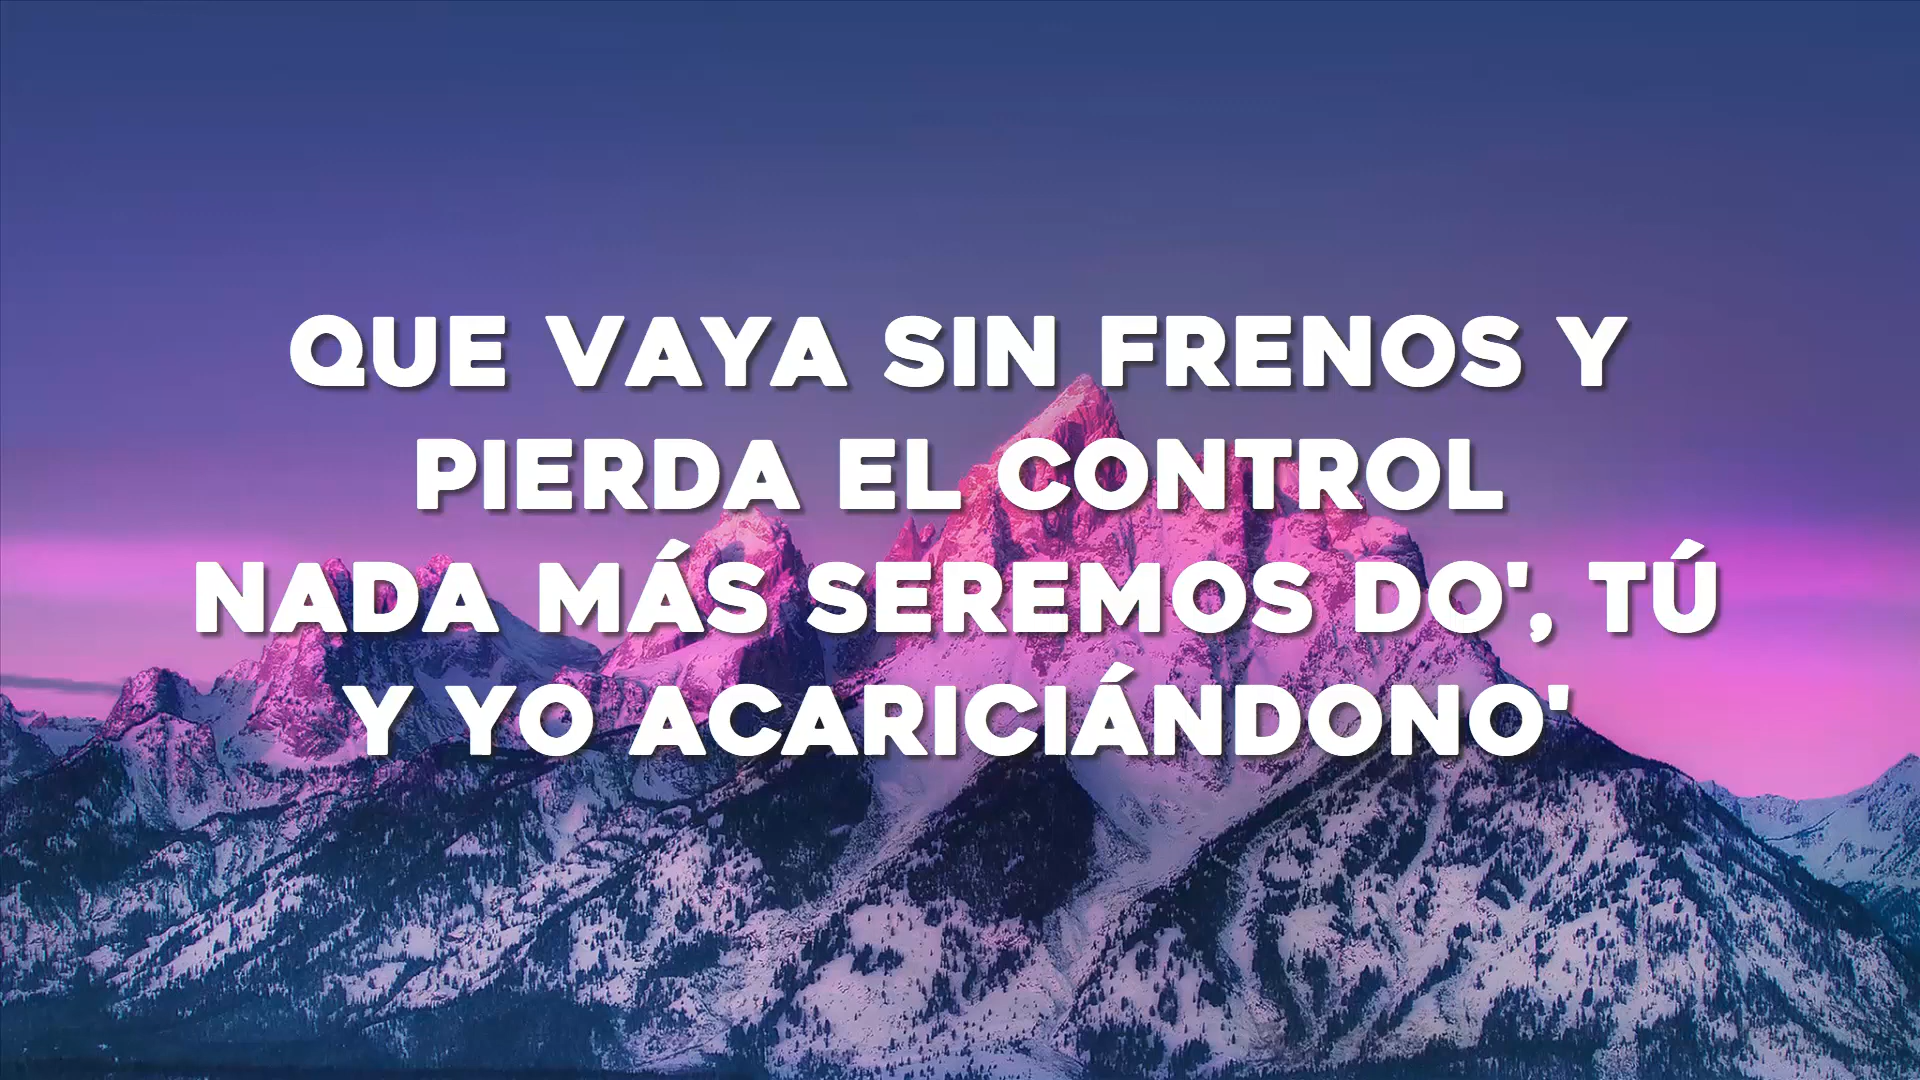 QUE VAYA SIN FRENOS Y
PIERDA EL CONTROL
NADA MÁS SEREMOS DO', TÚ
Y YO ACARICIÁNDONO'